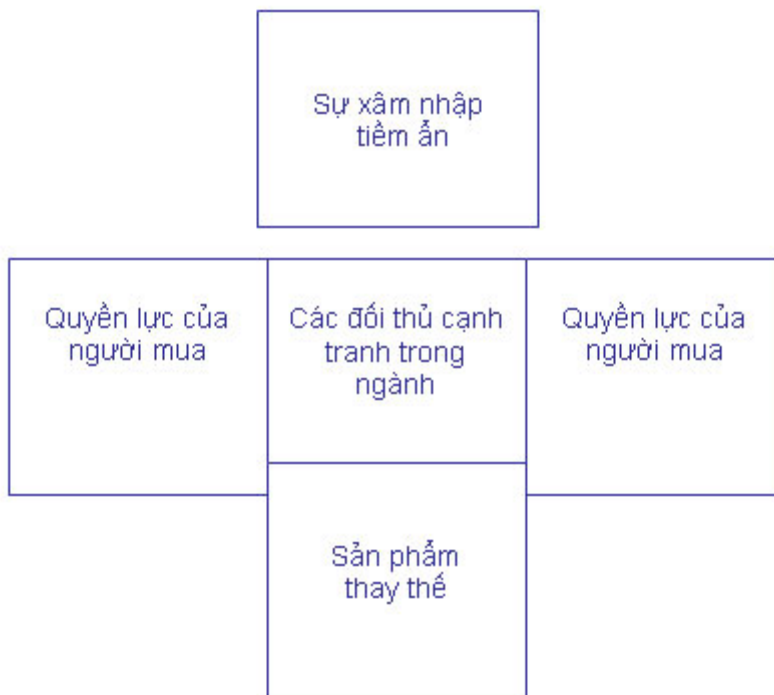 Sự xâm nhập
tiềm ẩn
Quyền lực của
người mua
Các đối thủ cạnh
tranh trong
ngành
Quyền lực của
người mua
Sản phẩm
thay thế